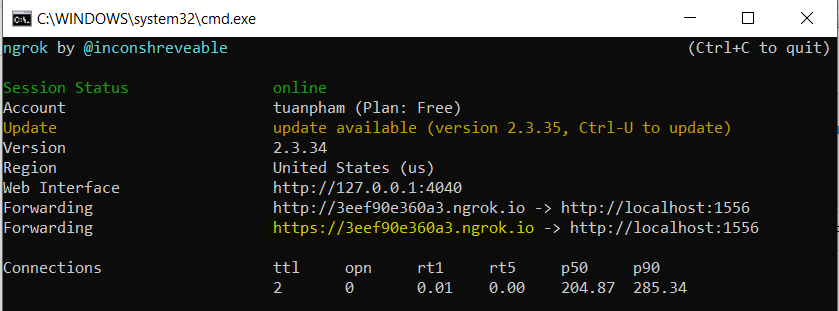 C:\WINDOWS\system32\cmd.exe
ngrok by @inconshreveable (Ctrl+C to quit)
Session Status online
Account tuanpham (Plan: Free)
Update update available (version 2.3.35, Ctrl-U to update)
Version 2.3.34
Region United States (us)
Web Interface http://127.0.0.1:4040
Forwarding http://3eef90e360a3.ngrok.io -> http://localhost:1556
Forwarding https://3eef90e360a3.ngrok.io -> http://localhost:1556
Connections ttl opn rt1 rt5 p50 p90
2 0 0.01 0.00 204.87 285.34